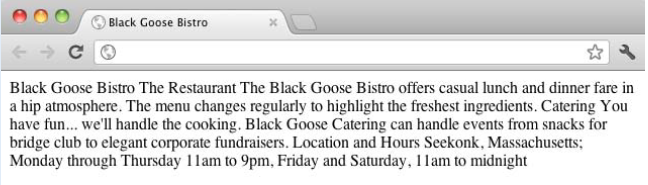 Black Goose Bistro
Black Goose Bistro The Restaurant The Black Goose Bistro offers casual lunch and dinner fare in
a hip atmosphere. The menu changes regularly to highlight the freshest ingredients. Catering You
have fun... we'll handle the cooking. Black Goose Catering can handle events from snacks for
bridge club to elegant corporate fundraisers. Location and Hours Seekonk, Massachusetts;
Monday through Thursday 11am to 9pm, Friday and Saturday, 11am to midnight